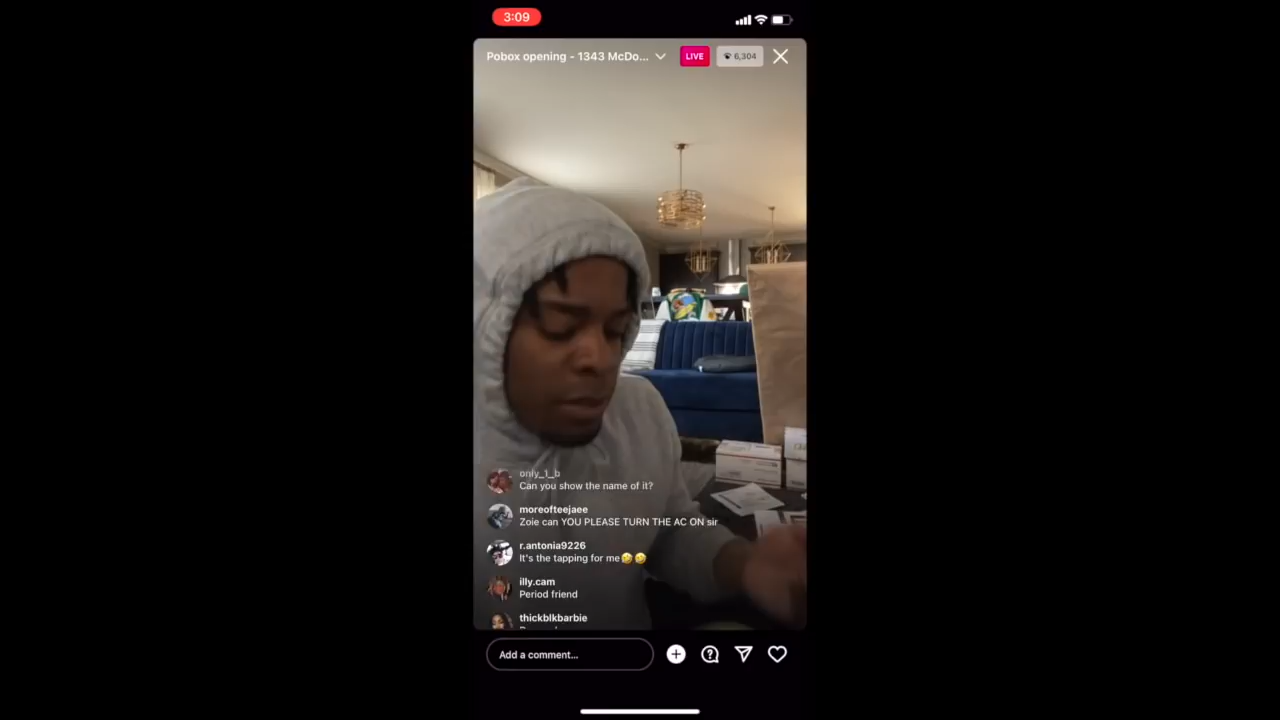 3:09
Pobox opening - 1343 McDo...
LIVE
6,304
only_1_b
Can you show the name of it?
moreofteejaee
Zoie can YOU PLEASE TURN THE AC ON sir
r.antonia9226
It's the tapping for me🤣🤣
illy.cam
Period friend
thickblkbarbie
Add a comment...